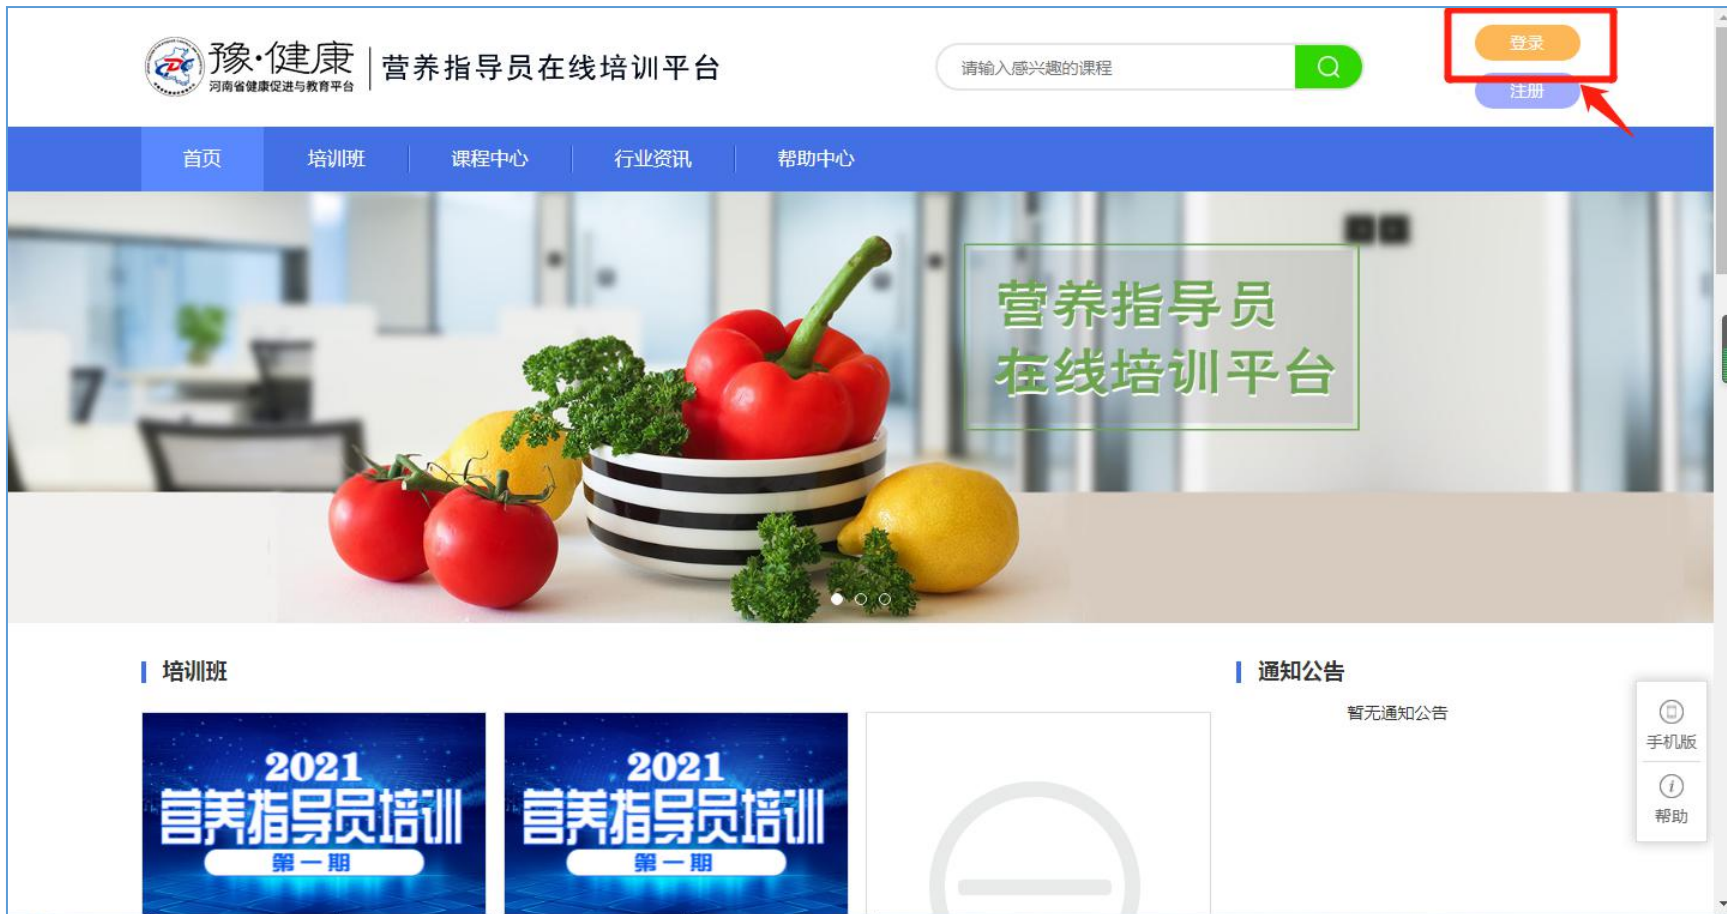 豫·健康
河南省健康促进与教育平台
营养指导员在线培训平台
请输入感兴趣的课程
登录
注册
首页
培训班
课程中心
行业资讯
帮助中心
营养指导员
在线培训平台
培训班
通知公告
暂无通知公告
2021
营养指导员培训
第一期
2021
营养指导员培训
第一期
手机版
帮助